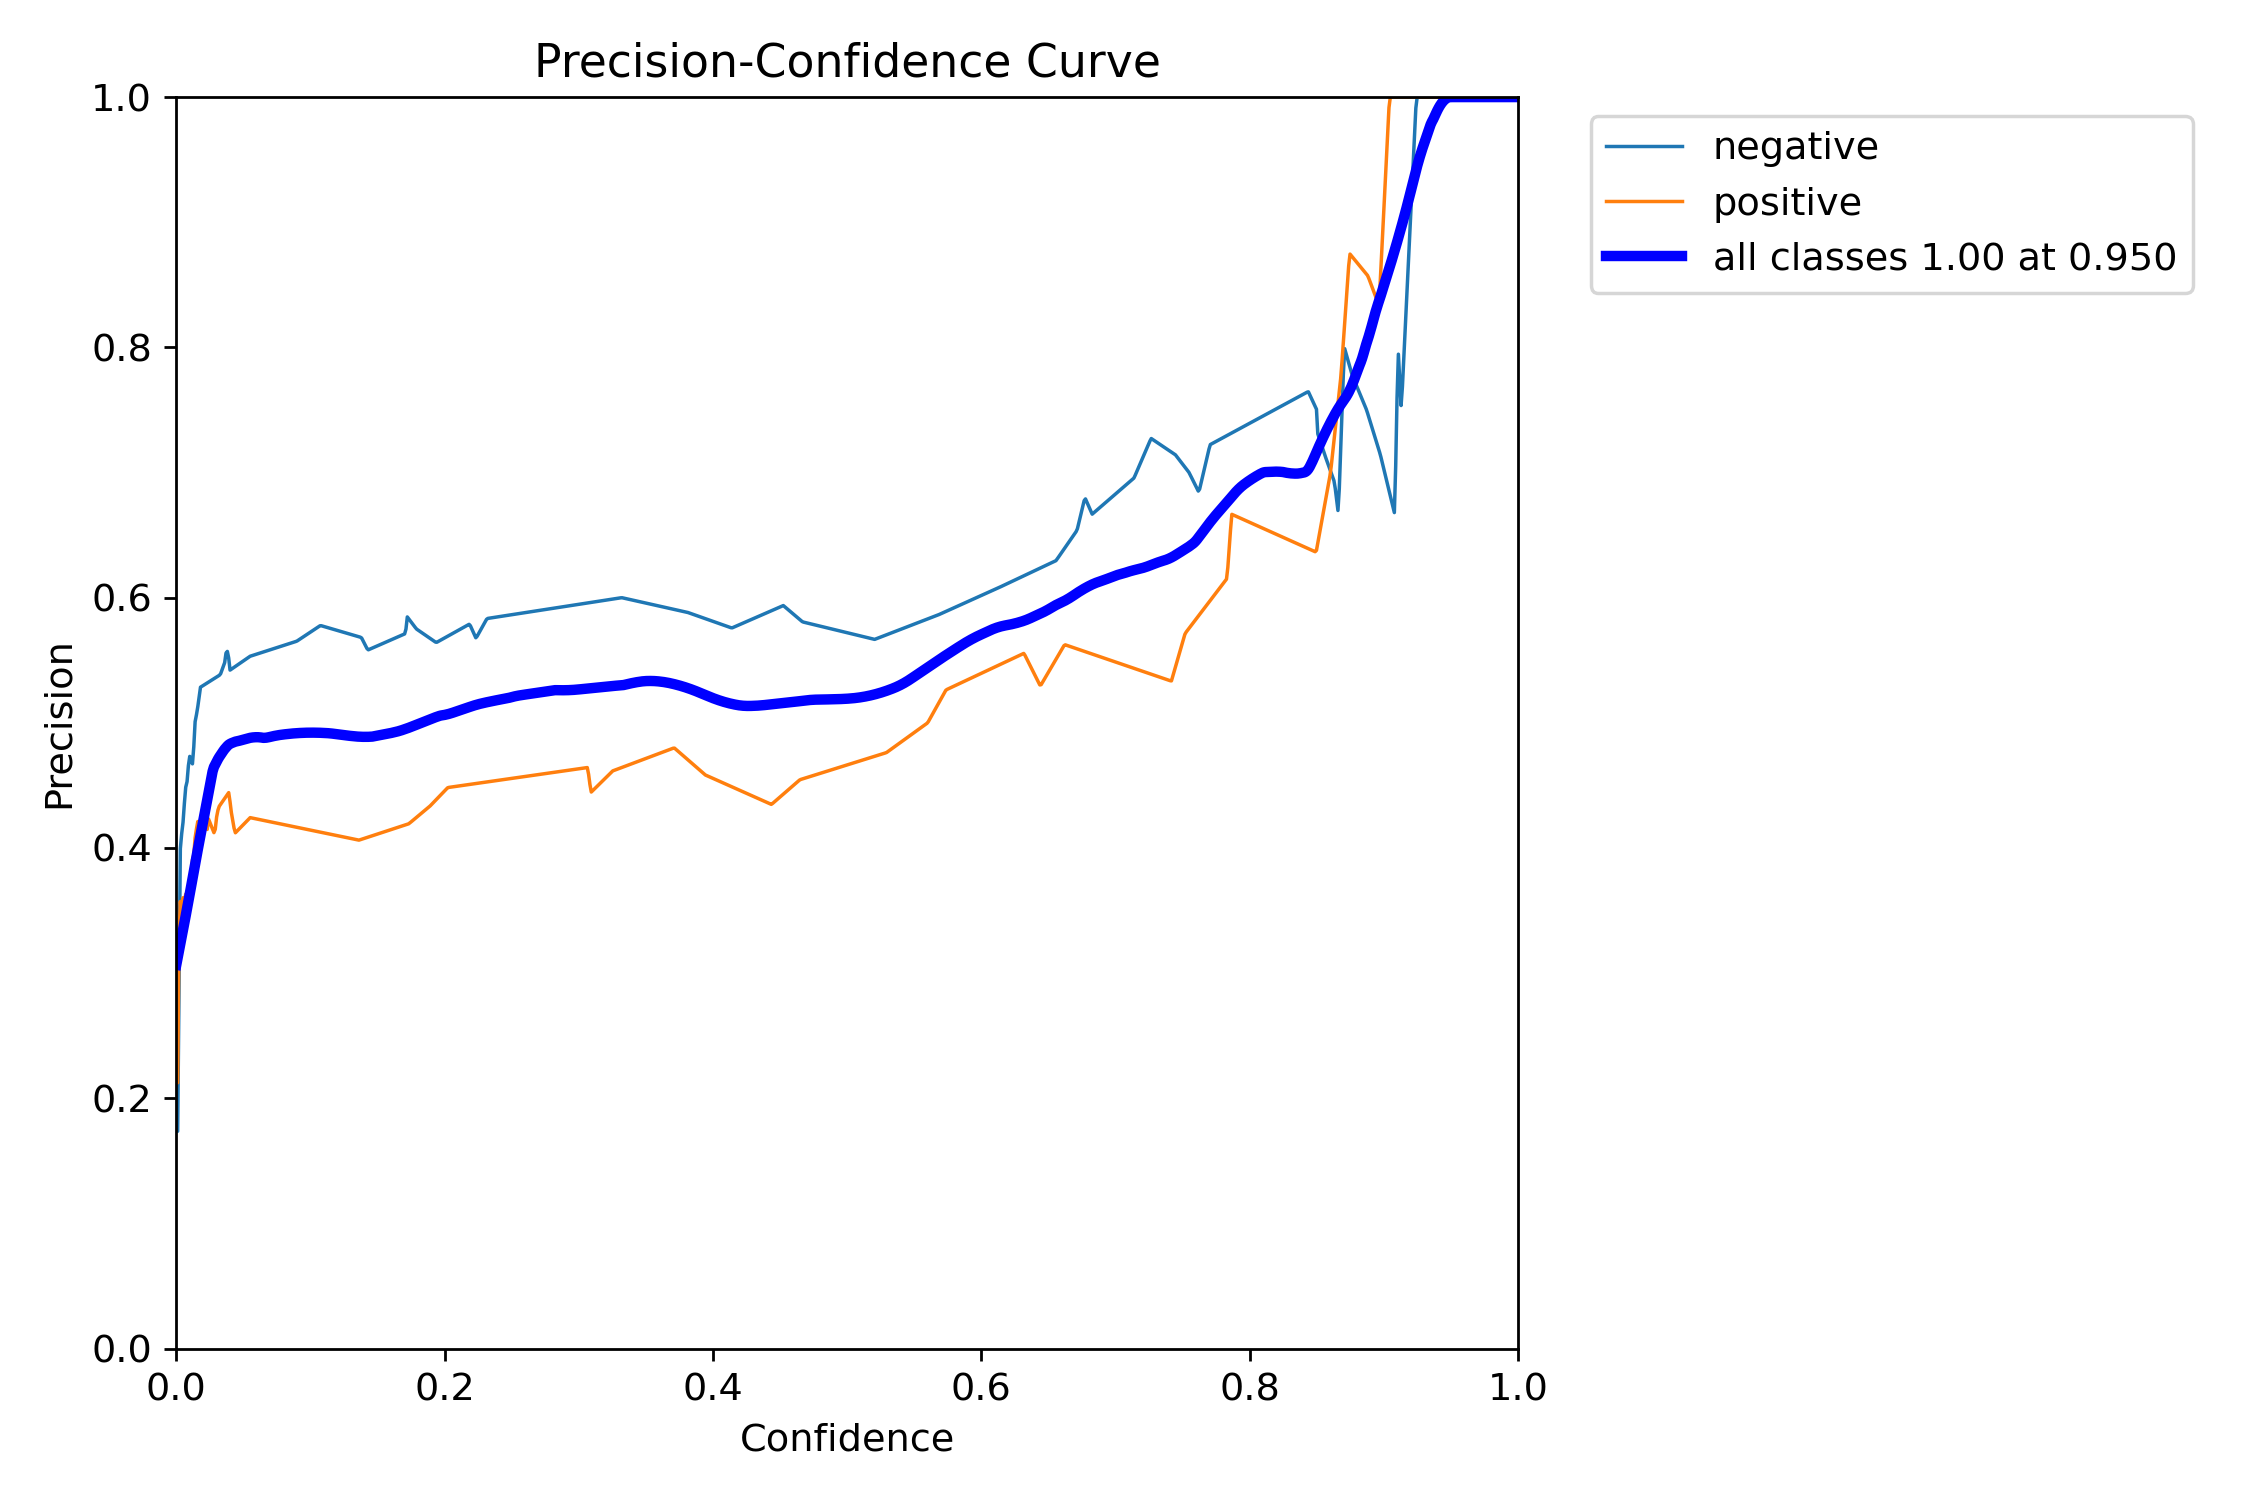 Precision-Confidence Curve
1.0
0.8
0.6
0.4
0.2
0.0
Precision
0.0 0.2 0.4 0.6 0.8 1.0
Confidence
negative
positive
all classes 1.00 at 0.950